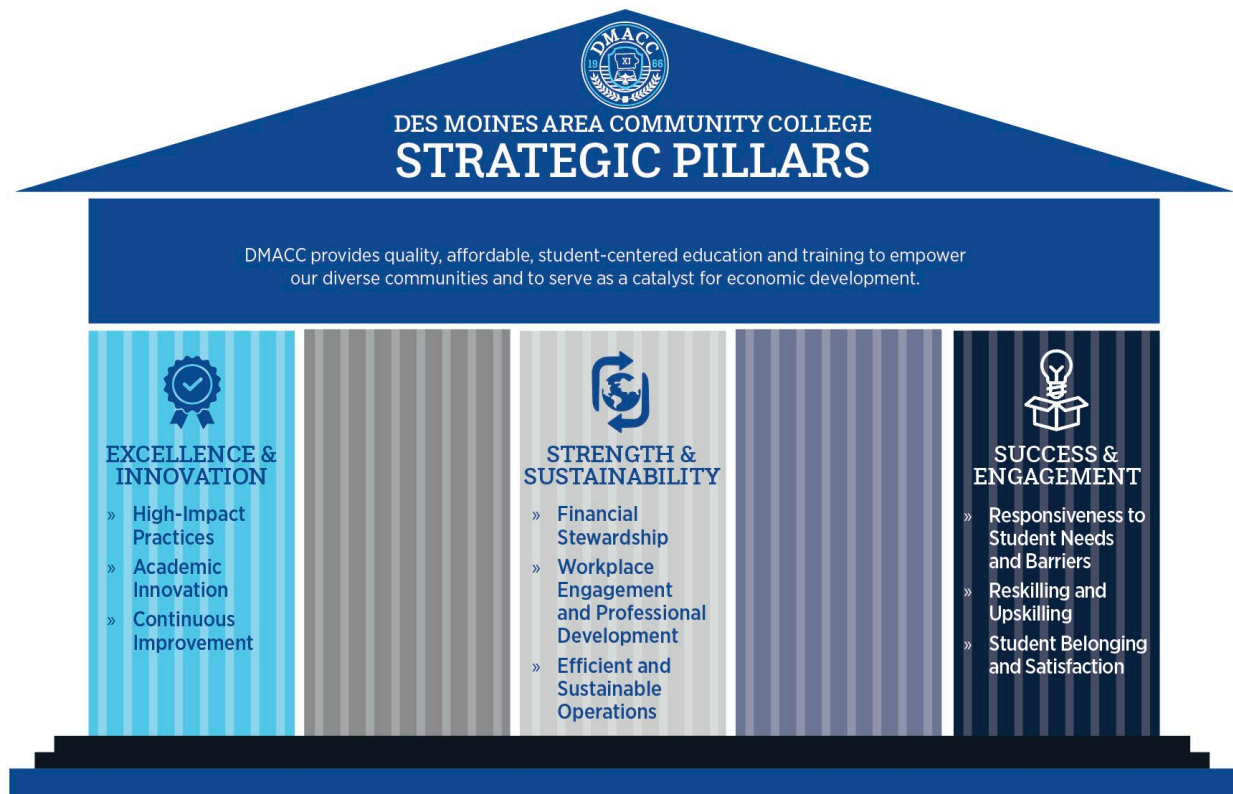 DMACC
19 66
XI
DES MOINES AREA COMMUNITY COLLEGE
STRATEGIC PILLARS
DMACC provides quality, affordable, student-centered education and training to empower
our diverse communities and to serve as a catalyst for economic development.
EXCELLENCE &
INNOVATION
» High-Impact
Practices
» Academic
Innovation
» Continuous
Improvement
STRENGTH &
SUSTAINABILITY
» Financial
Stewardship
» Workplace
Engagement
and Professional
Development
» Efficient and
Sustainable
Operations
SUCCESS &
ENGAGEMENT
» Responsiveness to
Student Needs
and Barriers
» Reskilling and
Upskilling
» Student Belonging
and Satisfaction